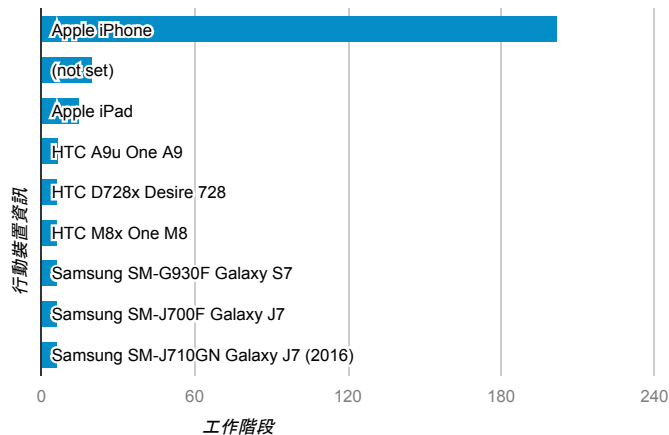 Apple iPhone
(not set)
Apple iPad
HTC A9u One A9
HTC D728x Desire 728
HTC M8x One M8
Samsung SM-G930F Galaxy S7
Samsung SM-J700F Galaxy J7
Samsung SM-J710GN Galaxy J7 (2016)
行動裝置資訊
0 60 120 180 240
工作階段